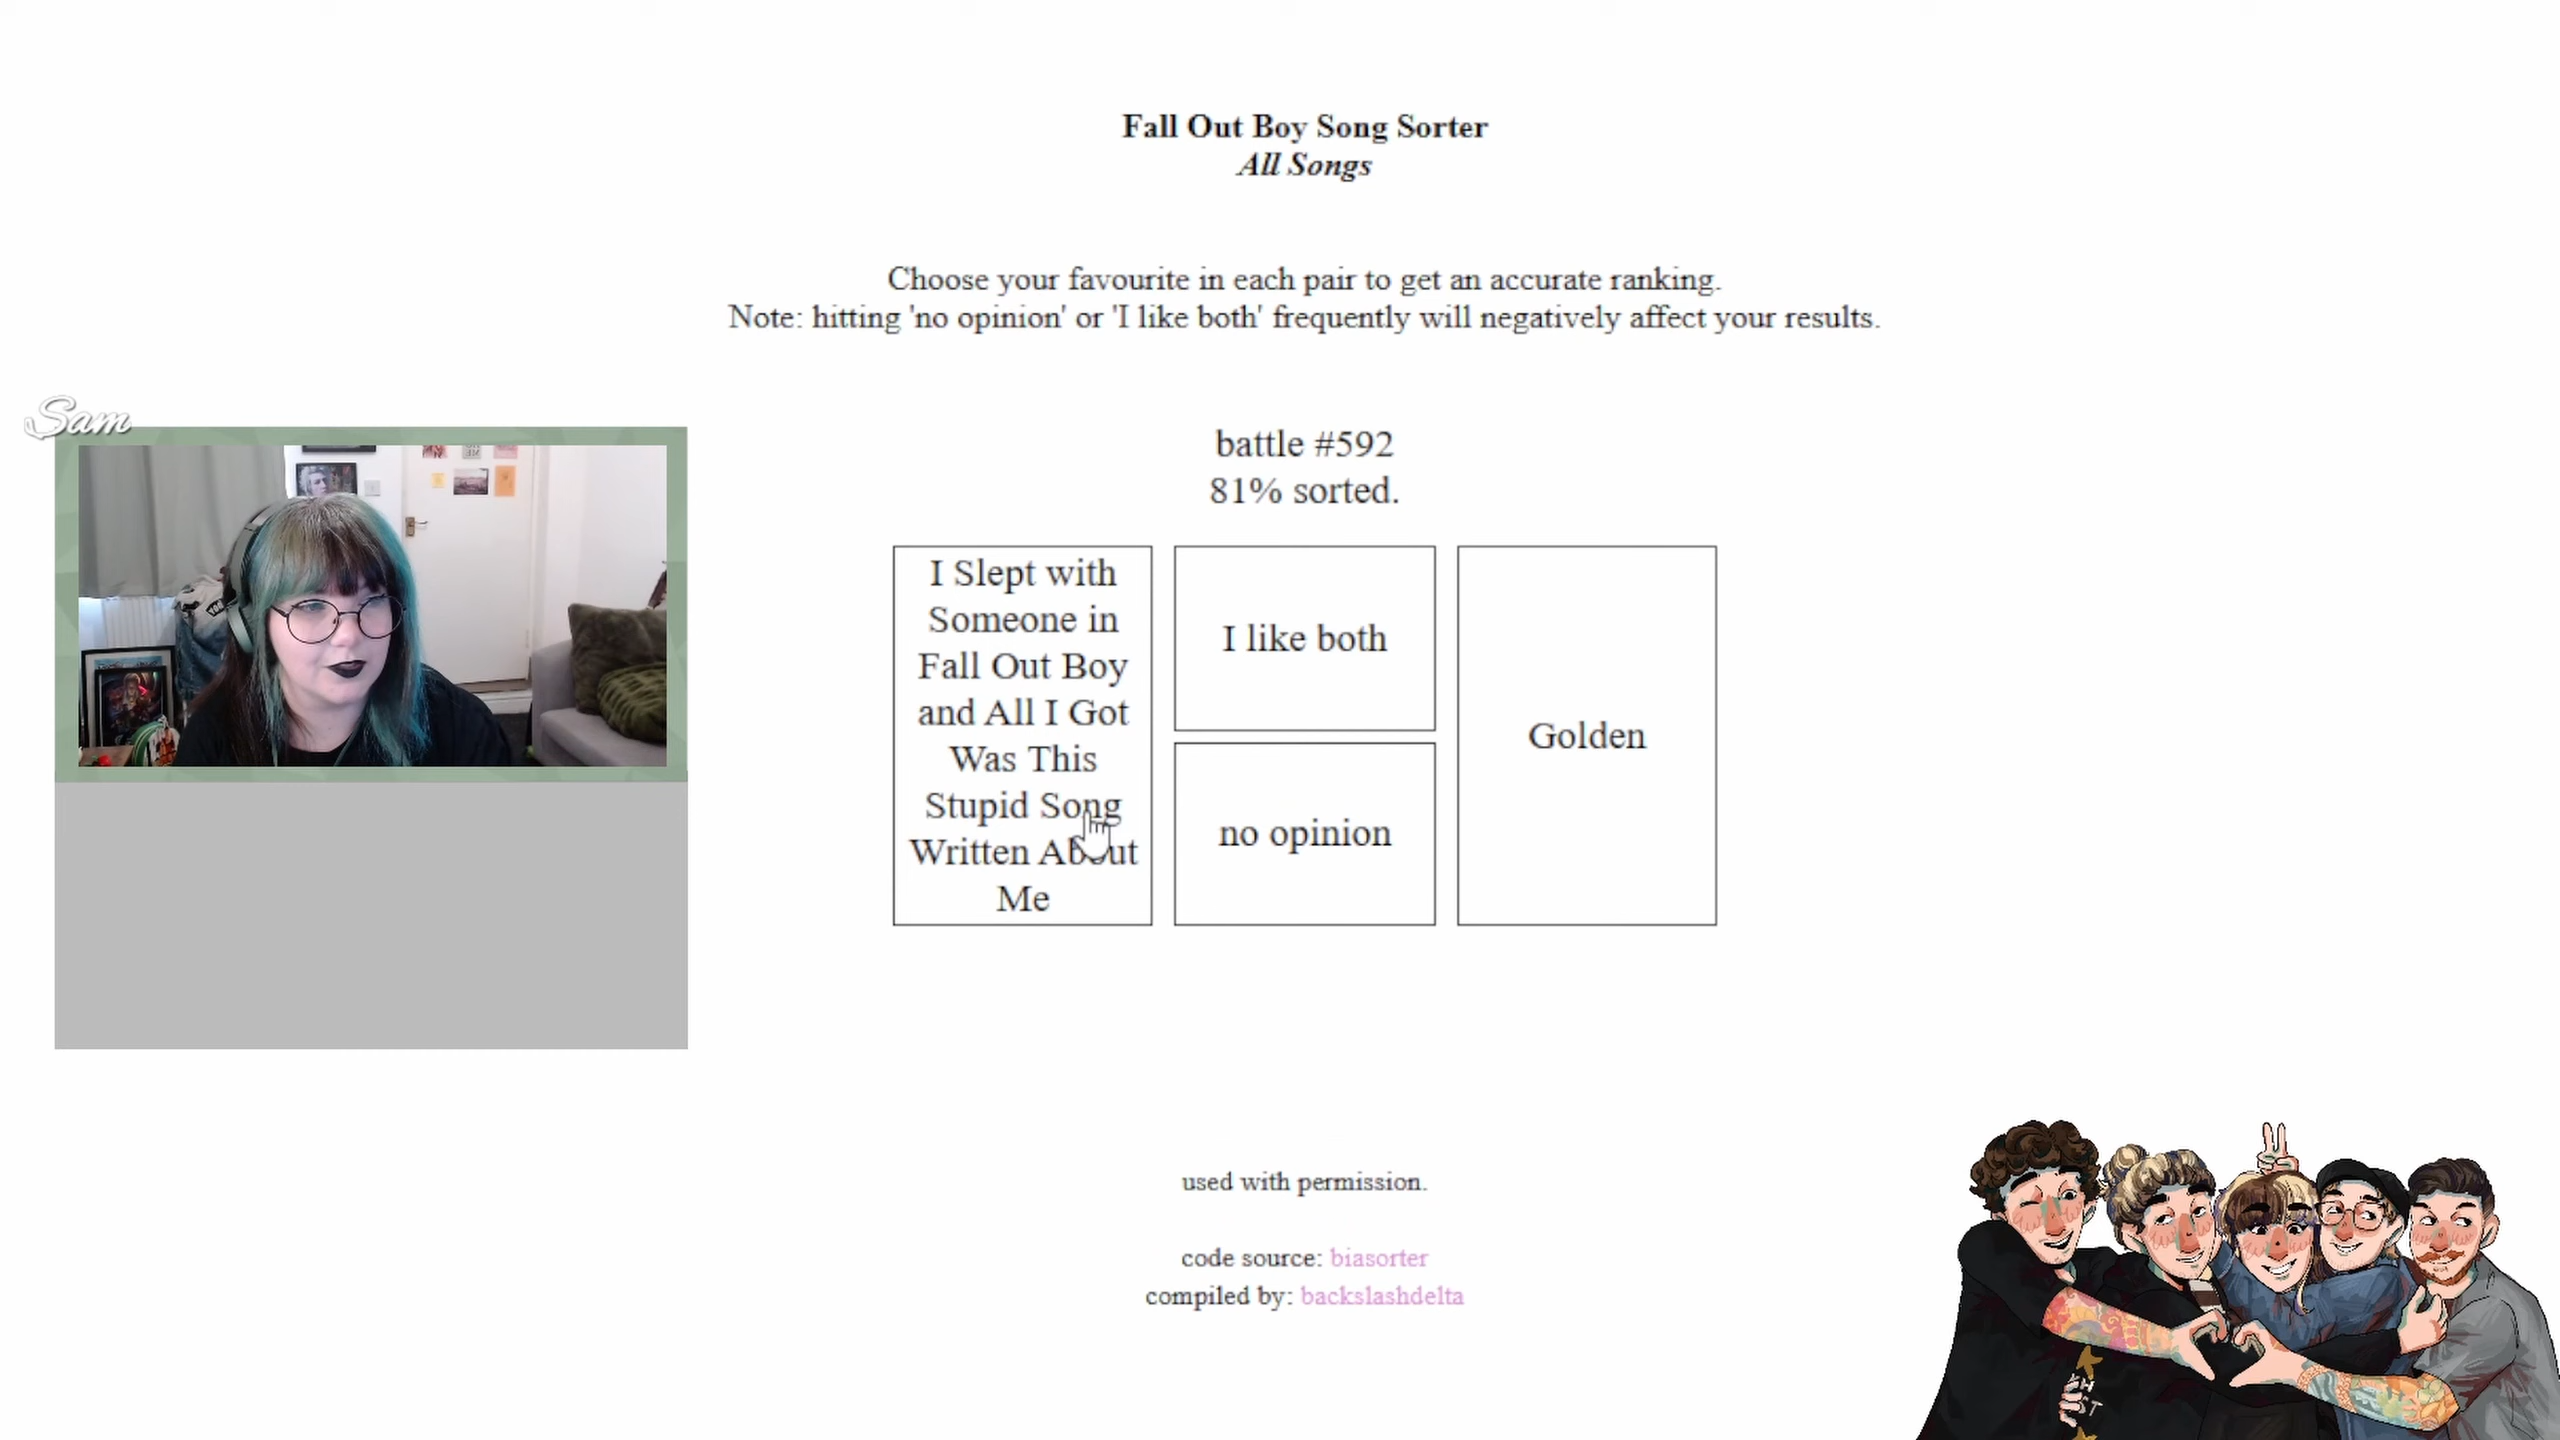 Fall Out Boy Song Sorter
All Songs
Choose your favourite in each pair to get an accurate ranking.
Note: hitting 'no opinion' or 'I like both' frequently will negatively affect your results.
Sam
battle #592
81% sorted.
I Slept with
Someone in
Fall Out Boy
and All I Got
Was This
Stupid Song
Written About
Me
I like both
no opinion
Golden
used with permission.
code source: biasorter
compiled by: backslashdelta